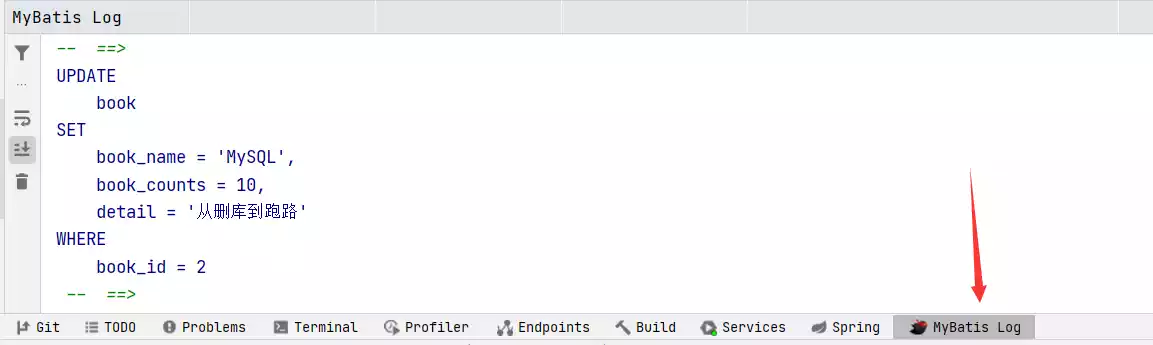 MyBatis Log
-- ==>
UPDATE
book
SET
book_name = 'MySQL',
book_counts = 10,
detail = '从删库到跑路'
WHERE
book_id = 2
-- ==>
Git TODO Problems Terminal Profiler Endpoints Build Services Spring MyBatis Log